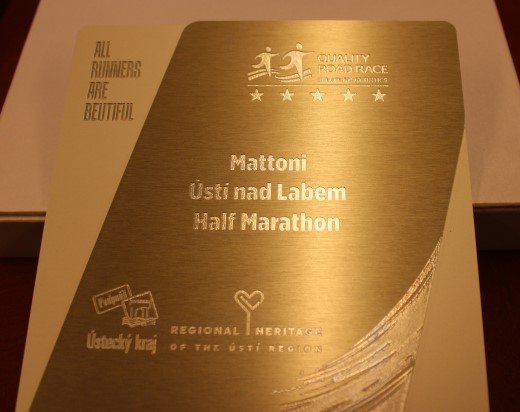 ALL
RUNNERS
ARE
BEUTIFUL
QUALITY
ROAD RACE
Mattoni
Ústí nad Labem
Half Marathon
Ústecký kraj
REGIONAL HERITAGE
OF THE ÚSTÍ REGION